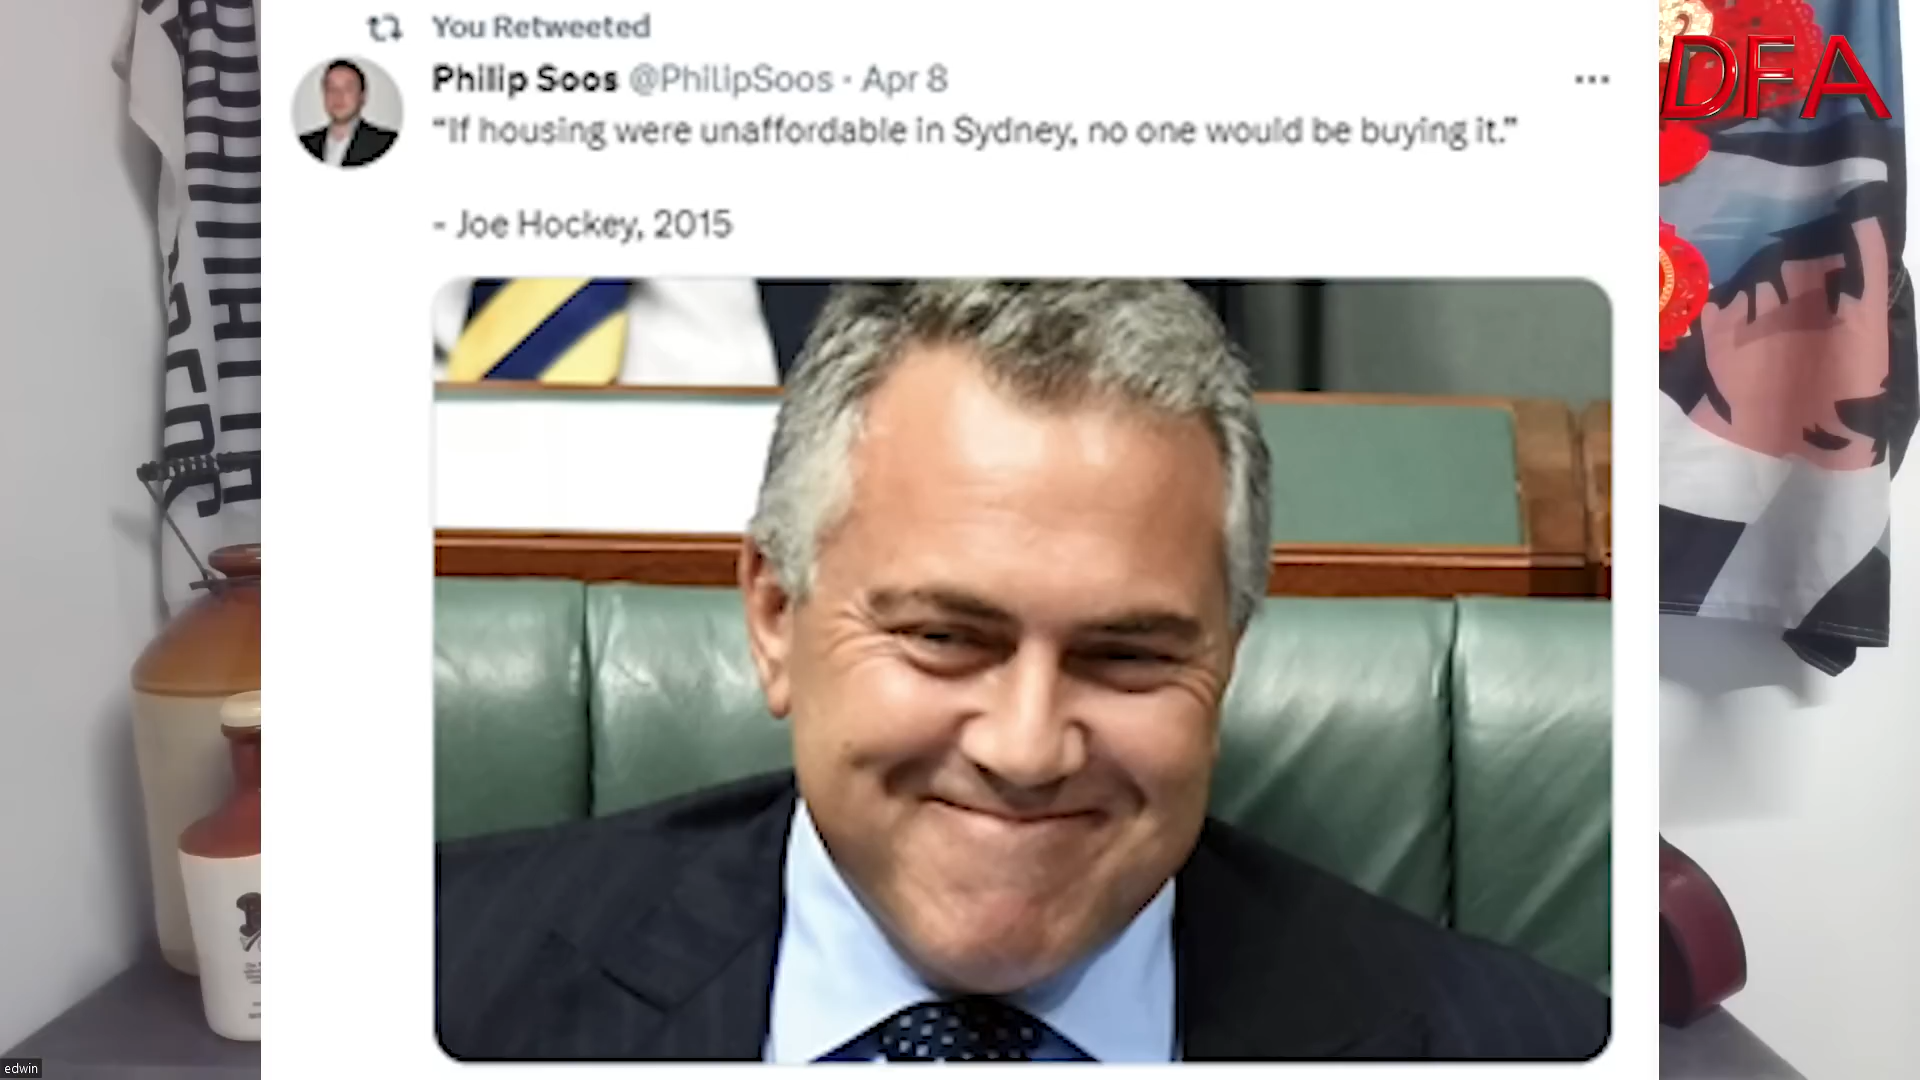 You Retweeted
Philip Soos @PhilipSoos · Apr 8
“If housing were unaffordable in Sydney, no one would be buying it.”
- Joe Hockey, 2015
DFA
edwin